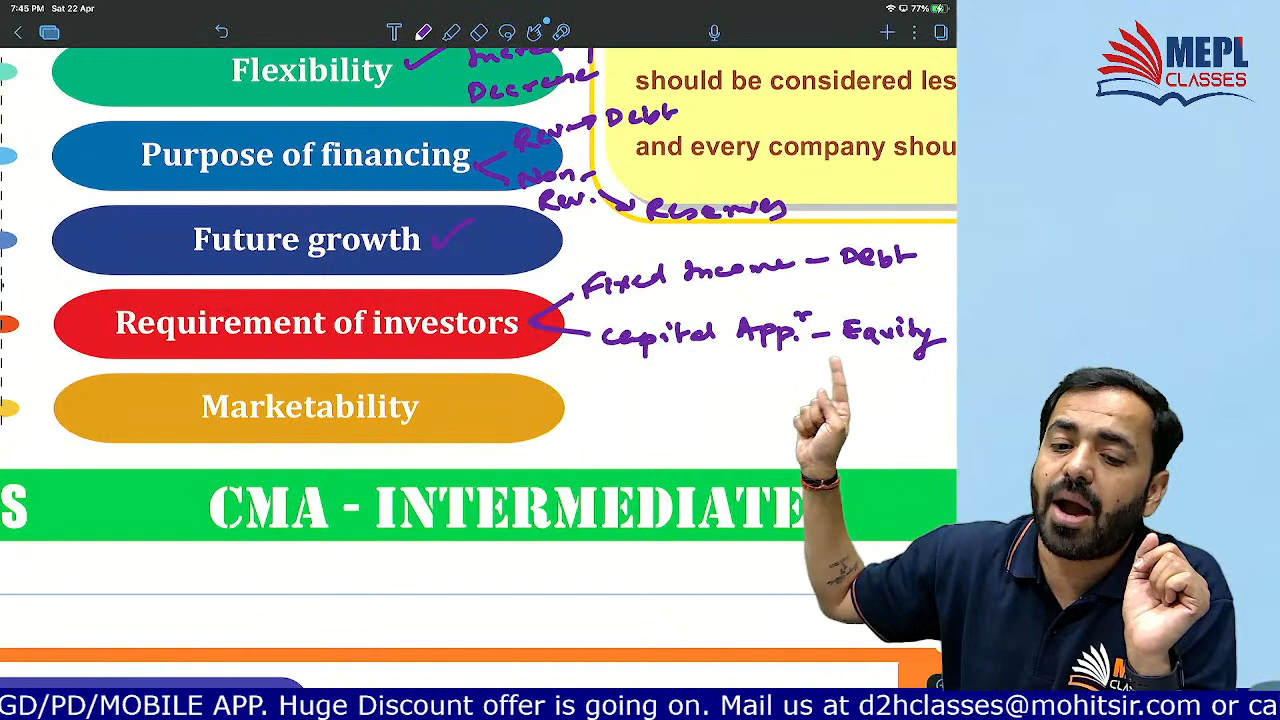 7:45 PM Sat 22 Apr
77%
MEPL
CLASSES
Flexibility
Decrease
should be considered les
Rev → Debt
Purpose of financing
and every company shou
Non-
Rev. → Reserves
Future growth
Fixed Income – Debt
Requirement of investors
Capital App.n – Equity
Marketability
S
CMA - INTERMEDIATE
MEPL
CLASSES
GD/PD/MOBILE APP. Huge Discount offer is going on. Mail us at d2hclasses@mohitsir.com or ca